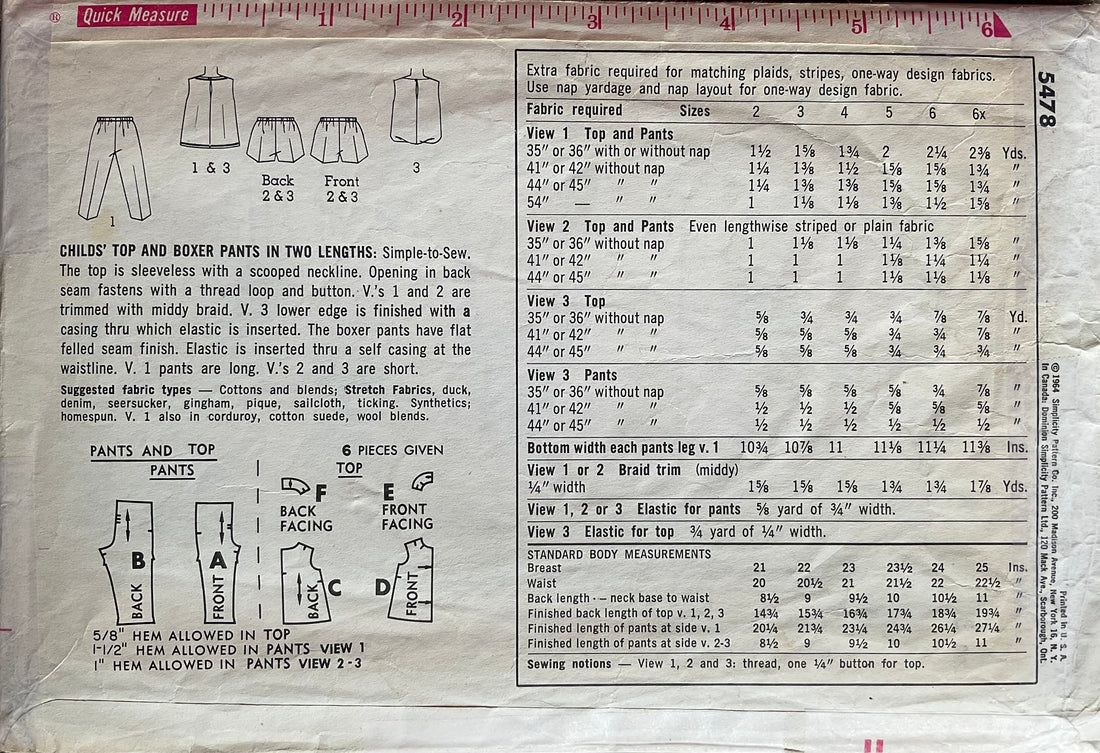 ® Quick Measure 1 2 3 4 5 6
1
1 & 3
Back
2 & 3
Front
2 & 3
3
CHILDS' TOP AND BOXER PANTS IN TWO LENGTHS: Simple-to-Sew.
The top is sleeveless with a scooped neckline. Opening in back
seam fastens with a thread loop and button. V.'s 1 and 2 are
trimmed with middy braid. V. 3 lower edge is finished with a
casing thru which elastic is inserted. The boxer pants have flat
felled seam finish. Elastic is inserted thru a self casing at the
waistline. V. 1 pants are long. V.'s 2 and 3 are short.
Suggested fabric types — Cottons and blends; Stretch Fabrics, duck,
denim, seersucker, gingham, pique, sailcloth, ticking. Synthetics;
homespun. V. 1 also in corduroy, cotton suede, wool blends.
PANTS AND TOP
6 PIECES GIVEN
PANTS
TOP
F
BACK
FACING
E
FRONT
FACING
B
BACK
A
FRONT
C
BACK
D
FRONT
5/8" HEM ALLOWED IN TOP
1-1/2" HEM ALLOWED IN PANTS VIEW 1
1" HEM ALLOWED IN PANTS VIEW 2-3
Extra fabric required for matching plaids, stripes, one-way design fabrics.
Use nap yardage and nap layout for one-way design fabric.
Fabric required Sizes 2 3 4 5 6 6x
View 1 Top and Pants
35" or 36" with or without nap 1½ 1⅝ 1¾ 2 2¼ 2⅜ Yds.
41" or 42" without nap 1¼ 1⅜ 1½ 1⅝ 1⅝ 1¾ "
44" or 45" " " 1¼ 1⅜ 1⅜ 1⅝ 1⅝ 1¾ "
54" — " " 1 1⅛ 1⅛ 1⅜ 1½ 1⅝ "
View 2 Top and Pants Even lengthwise striped or plain fabric
35" or 36" without nap 1 1⅛ 1⅛ 1¼ 1⅜ 1⅝ "
41" or 42" " " 1 1 1 1⅛ 1¼ 1¼ "
44" or 45" " " 1 1 1 1⅛ 1⅛ 1⅛ "
View 3 Top
35" or 36" without nap ⅝ ¾ ¾ ¾ ⅞ ⅞ Yd.
41" or 42" " " ⅝ ⅝ ⅝ ¾ ¾ ⅞ "
44" or 45" " " ⅝ ⅝ ⅝ ¾ ¾ ¾ "
View 3 Pants
35" or 36" without nap ⅝ ⅝ ⅝ ⅝ ¾ ⅞ "
41" or 42" " " ½ ½ ½ ⅝ ⅝ ⅝ "
44" or 45" " " ½ ½ ½ ½ ½ ½ "
Bottom width each pants leg v. 1 10¾ 10⅞ 11 11⅛ 11¼ 11⅜ Ins.
View 1 or 2 Braid trim (middy)
¼" width 1⅝ 1⅝ 1⅝ 1¾ 1¾ 1⅞ Yds.
View 1, 2 or 3 Elastic for pants ⅝ yard of ¾" width.
View 3 Elastic for top ¾ yard of ¼" width.
STANDARD BODY MEASUREMENTS
Breast 21 22 23 23½ 24 25 Ins.
Waist 20 20½ 21 21½ 22 22½ "
Back length - — neck base to waist 8½ 9 9½ 10 10½ 11 "
Finished back length of top v. 1, 2, 3 14¾ 15¾ 16¾ 17¾ 18¾ 19¾ "
Finished length of pants at side v. 1 20¼ 21¾ 23¼ 24¾ 26¼ 27¼ "
Finished length of pants at side v. 2-3 8½ 9 9½ 10 10½ 11 "
Sewing notions — View 1, 2 and 3: thread, one ¼" button for top.
5478
© 1964 Simplicity Pattern Co. Inc., 200 Madison Avenue, New York 16, N. Y.
In Canada: Dominion Simplicity Pattern Ltd., 120 Mack Ave., Scarborough, Ont.
Printed in U. S. A.